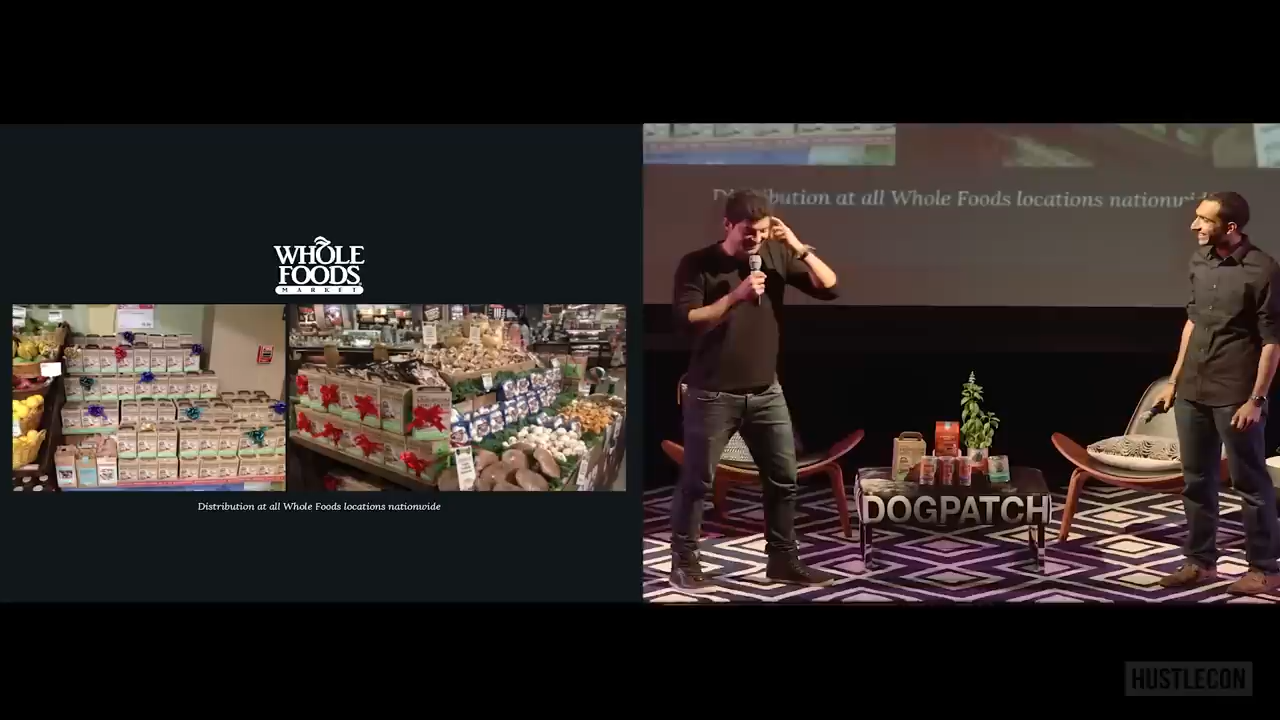 WHOLE
FOODS
MARKET
Distribution at all Whole Foods locations nationwide
Distribution at all Whole Foods locations nationwide
DOGPATCH
HUSTLECON